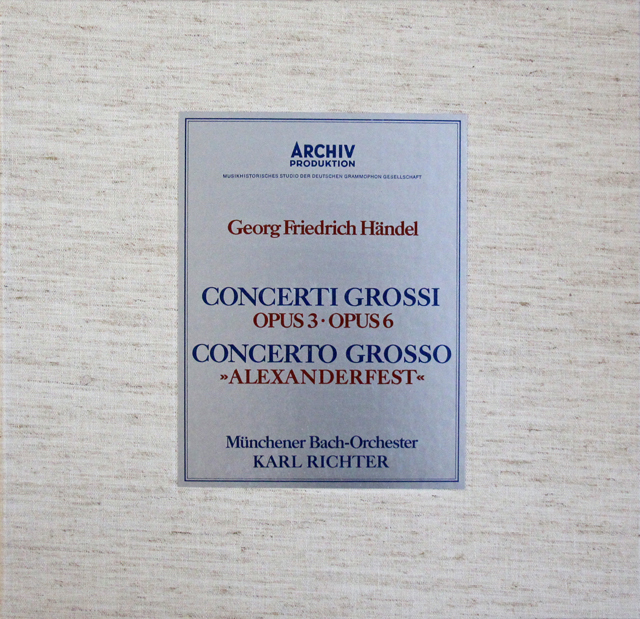 ARCHIV
PRODUKTION
MUSIKHISTORISCHES STUDIO DER DEUTSCHEN GRAMMOPHON GESELLSCHAFT
Georg Friedrich Händel
CONCERTI GROSSI
OPUS 3 · OPUS 6
CONCERTO GROSSO
»ALEXANDERFEST«
Münchener Bach-Orchester
KARL RICHTER